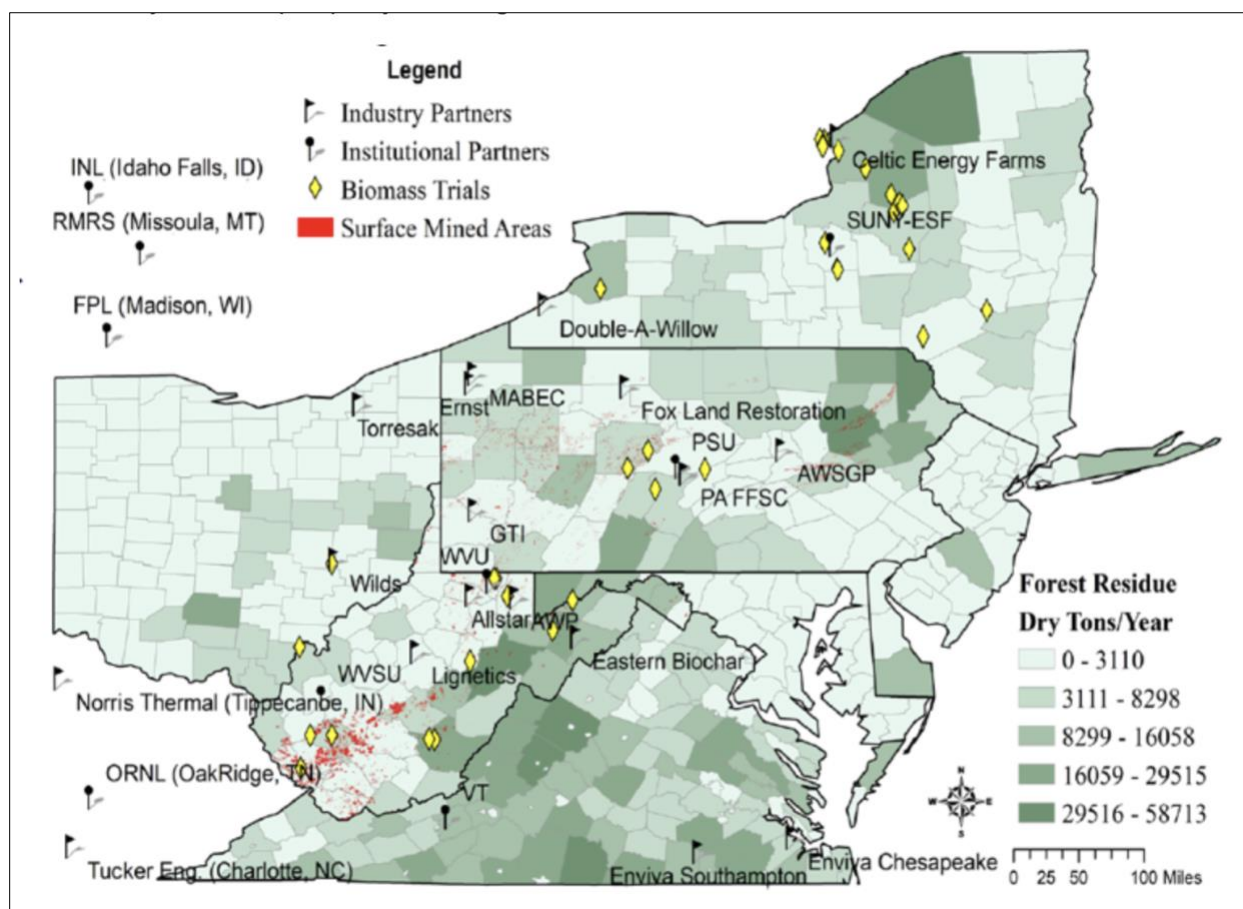 Legend
Industry Partners
Institutional Partners
Biomass Trials
Surface Mined Areas
INL (Idaho Falls, ID)
RMRS (Missoula, MT)
FPL (Madison, WI)
Celtic Energy Farms
SUNY-ESF
Double-A-Willow
MABEC
Ernst
Torresak
Fox Land Restoration
PSU
AWSGP
PA FFSC
GTI
WVU
Wilds
Allstar
AWP
Eastern Biochar
WVSU
Lignetics
Norris Thermal (Tippecanoe, IN)
ORNL (OakRidge, TN)
VT
Tucker Eng. (Charlotte, NC)
Enviva Southampton
Enviva Chesapeake
Forest Residue
Dry Tons/Year
0 - 3110
3111 - 8298
8299 - 16058
16059 - 29515
29516 - 58713
N
W E
S
0 25 50 100 Miles